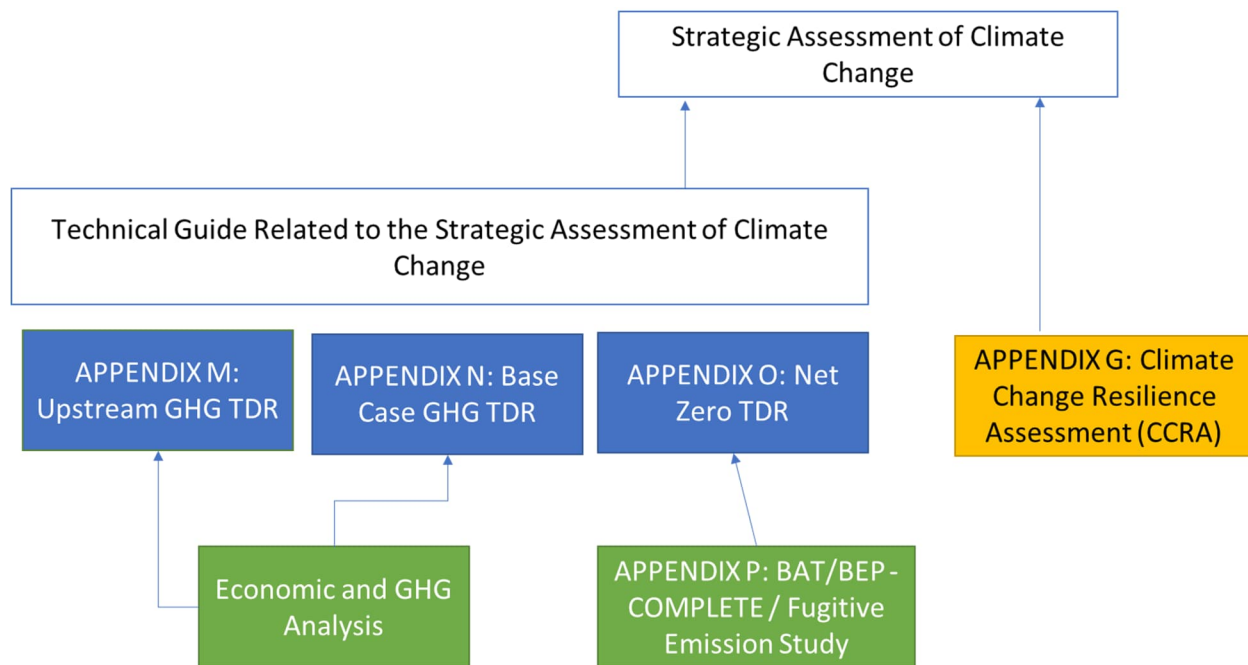 Strategic Assessment of Climate
Change
Technical Guide Related to the Strategic Assessment of Climate
Change
APPENDIX M:
Upstream GHG TDR
APPENDIX N: Base
Case GHG TDR
APPENDIX O: Net
Zero TDR
APPENDIX G: Climate
Change Resilience
Assessment (CCRA)
Economic and GHG
Analysis
APPENDIX P: BAT/BEP -
COMPLETE / Fugitive
Emission Study